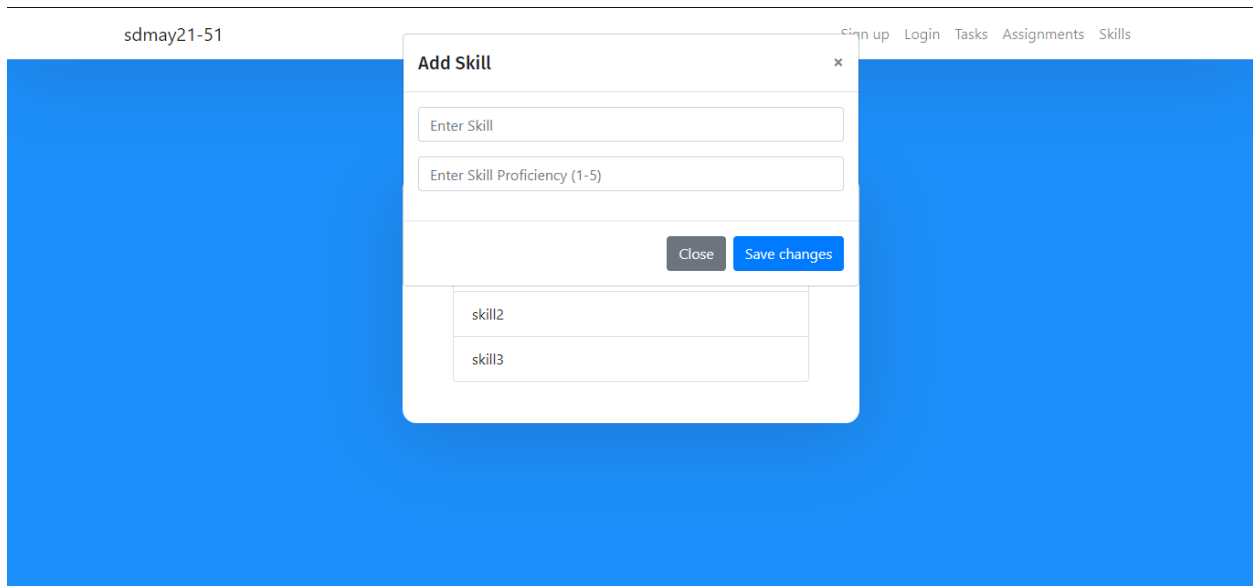 sdmay21-51
Sign up Login Tasks Assignments Skills
Add Skill ×
Enter Skill
Enter Skill Proficiency (1-5)
Close Save changes
skill2
skill3